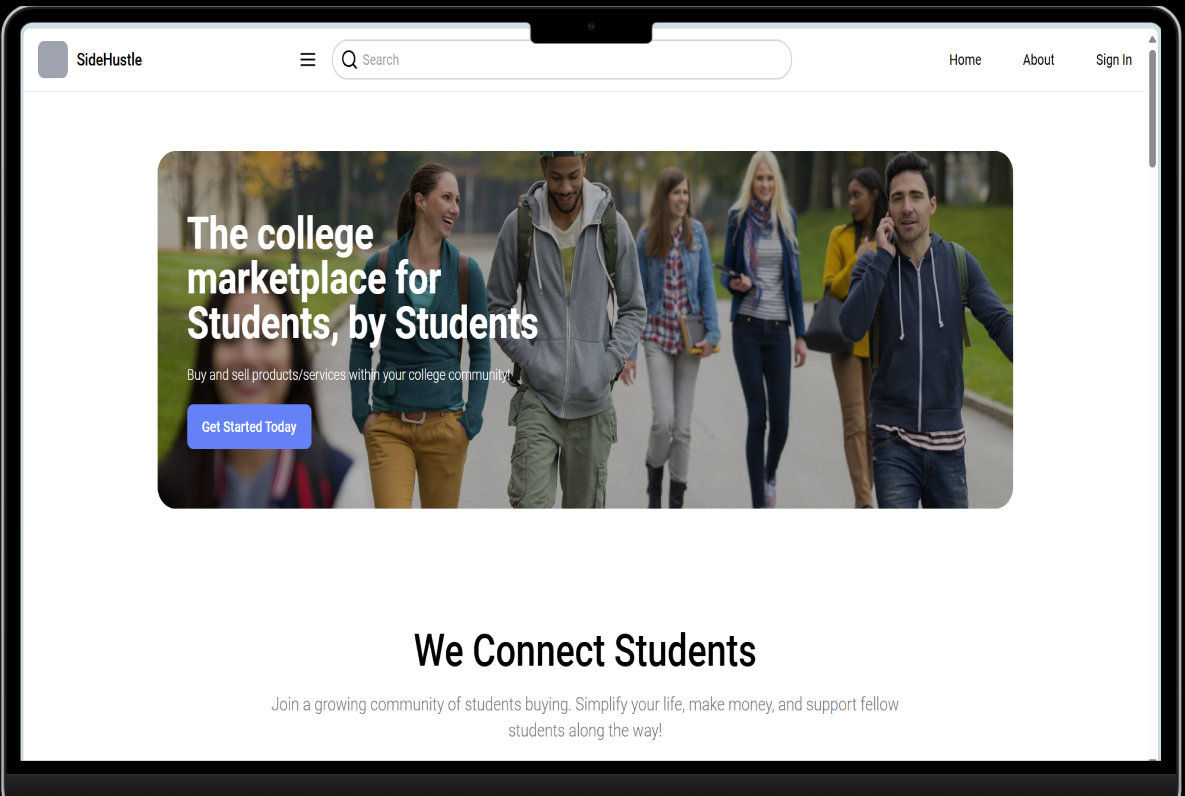 SideHustle
Search
Home
About
Sign In
The college
marketplace for
Students, by Students
Buy and sell products/services within your college community!
Get Started Today
We Connect Students
Join a growing community of students buying. Simplify your life, make money, and support fellow
students along the way!